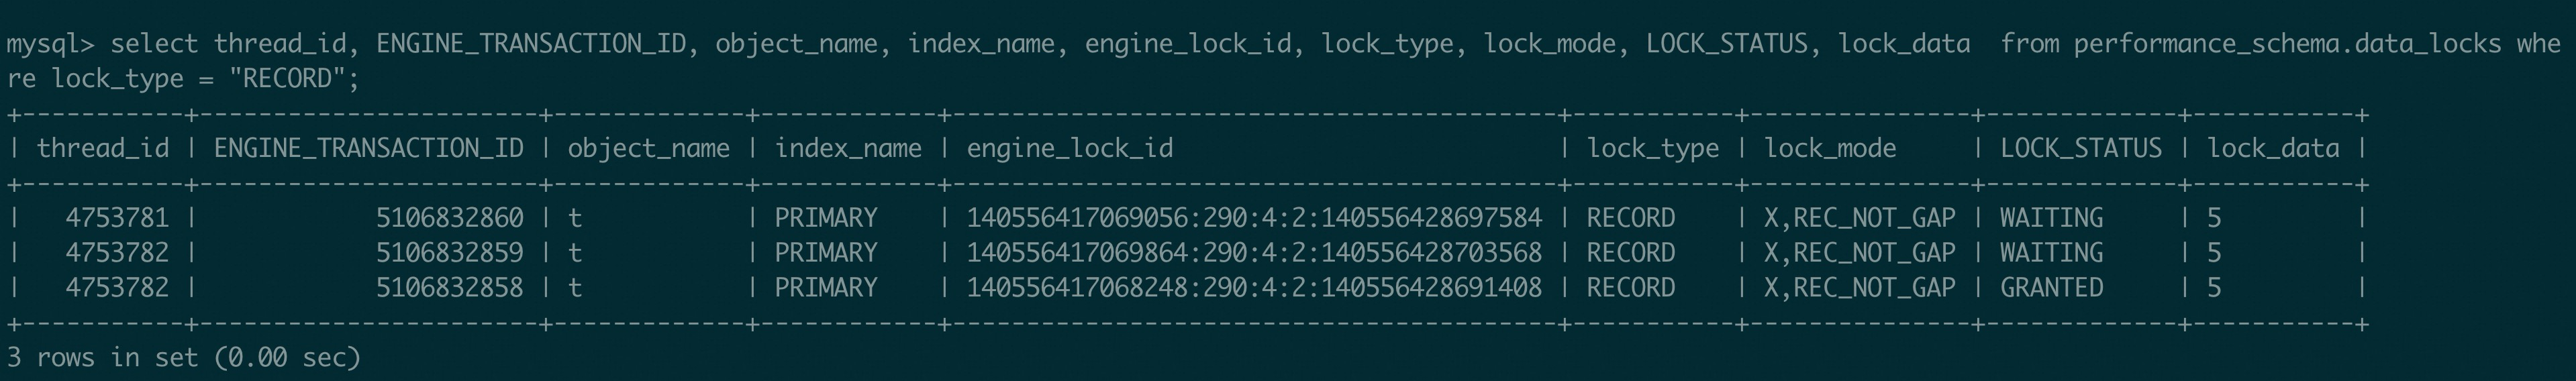 mysql> select thread_id, ENGINE_TRANSACTION_ID, object_name, index_name, engine_lock_id, lock_type, lock_mode, LOCK_STATUS, lock_data  from performance_schema.data_locks whe
re lock_type = "RECORD";
+-----------+-----------------------+-------------+------------+----------------------------------------+-----------+---------------+-------------+-----------+
| thread_id | ENGINE_TRANSACTION_ID | object_name | index_name | engine_lock_id                         | lock_type | lock_mode     | LOCK_STATUS | lock_data |
+-----------+-----------------------+-------------+------------+----------------------------------------+-----------+---------------+-------------+-----------+
|   4753781 |            5106832860 | t           | PRIMARY    | 140556417069056:290:4:2:140556428697584 | RECORD    | X,REC_NOT_GAP | WAITING     | 5         |
|   4753782 |            5106832859 | t           | PRIMARY    | 140556417069864:290:4:2:140556428703568 | RECORD    | X,REC_NOT_GAP | WAITING     | 5         |
|   4753782 |            5106832858 | t           | PRIMARY    | 140556417068248:290:4:2:140556428691408 | RECORD    | X,REC_NOT_GAP | GRANTED     | 5         |
+-----------+-----------------------+-------------+------------+----------------------------------------+-----------+---------------+-------------+-----------+
3 rows in set (0.00 sec)